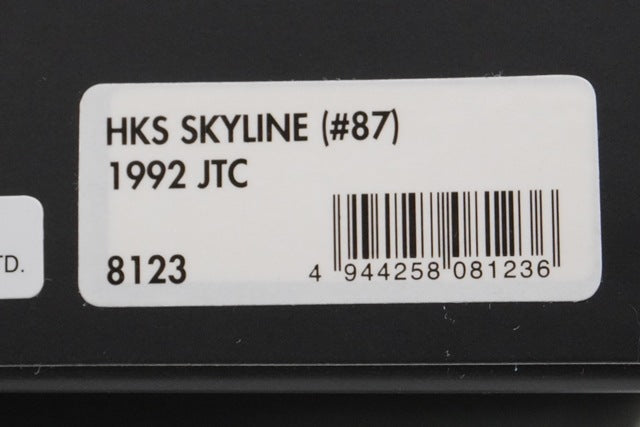 HKS SKYLINE (#87)
1992 JTC
8123
4 944258 081236
TD.